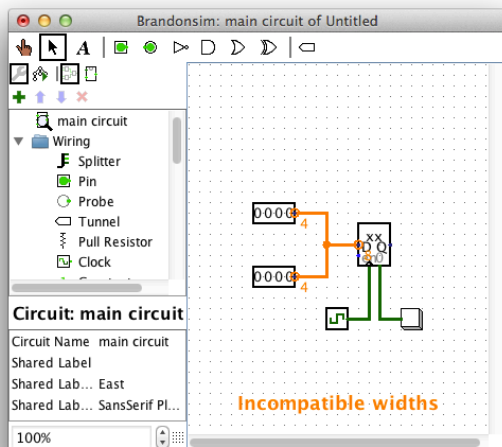 Brandonsim: main circuit of Untitled
A
main circuit
Wiring
Splitter
Pin
Probe
Tunnel
Pull Resistor
Clock
Circuit: main circuit
Circuit Name main circuit
Shared Label
Shared Lab... East
Shared Lab... SansSerif Pl...
100%
0000
4
xx
D Q
en0
0000
4
Incompatible widths